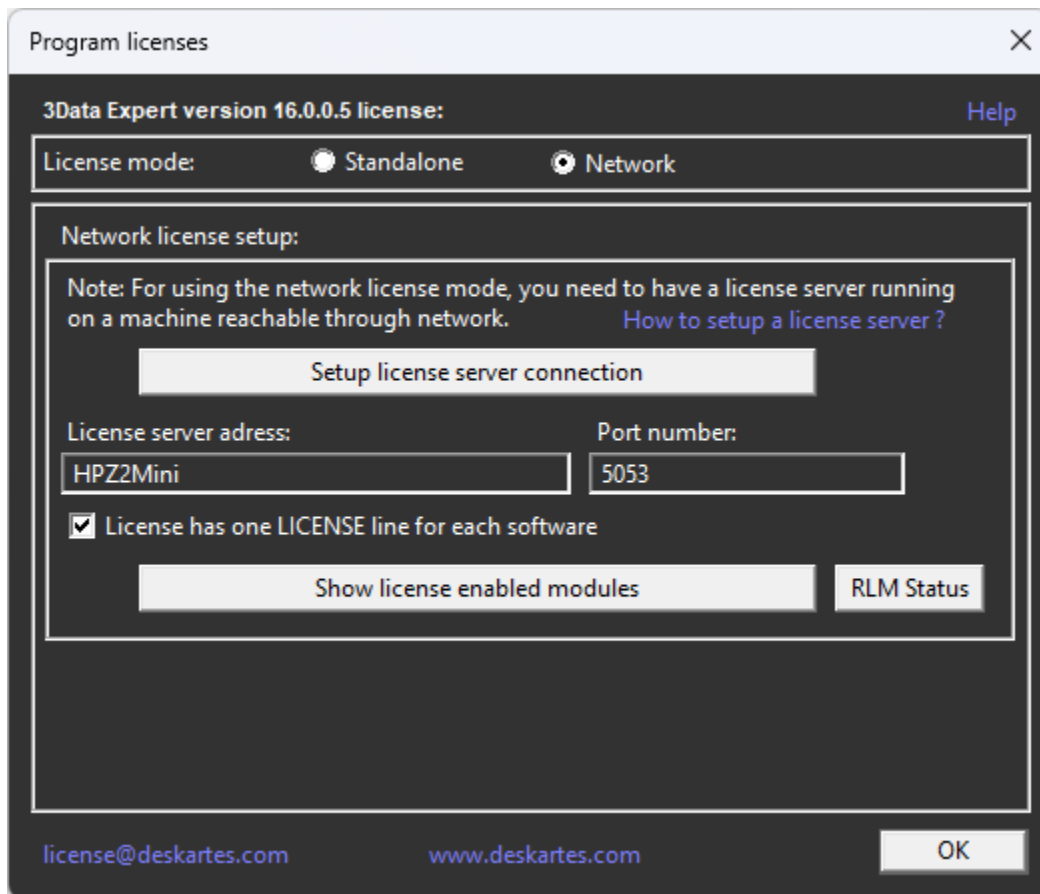 Program licenses
3Data Expert version 16.0.0.5 license:
Help
License mode:
Standalone
Network
Network license setup:
Note: For using the network license mode, you need to have a license server running
on a machine reachable through network.
How to setup a license server ?
Setup license server connection
License server adress:
Port number:
HPZ2Mini
5053
License has one LICENSE line for each software
Show license enabled modules
RLM Status
license@deskartes.com
www.deskartes.com
OK